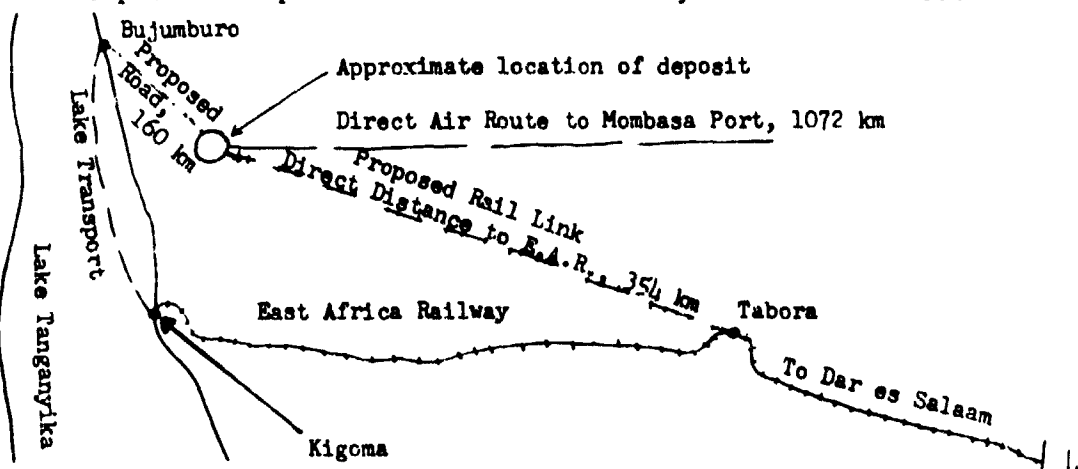 Bujumburo
Proposed
Road,
160 km
Approximate location of deposit
Direct Air Route to Mombasa Port, 1072 km
Proposed Rail Link
Direct Distance to E.A.R., 354 km
Lake Transport
Lake Tanganyika
East Africa Railway
Tabora
To Dar es Salaam
Kigoma